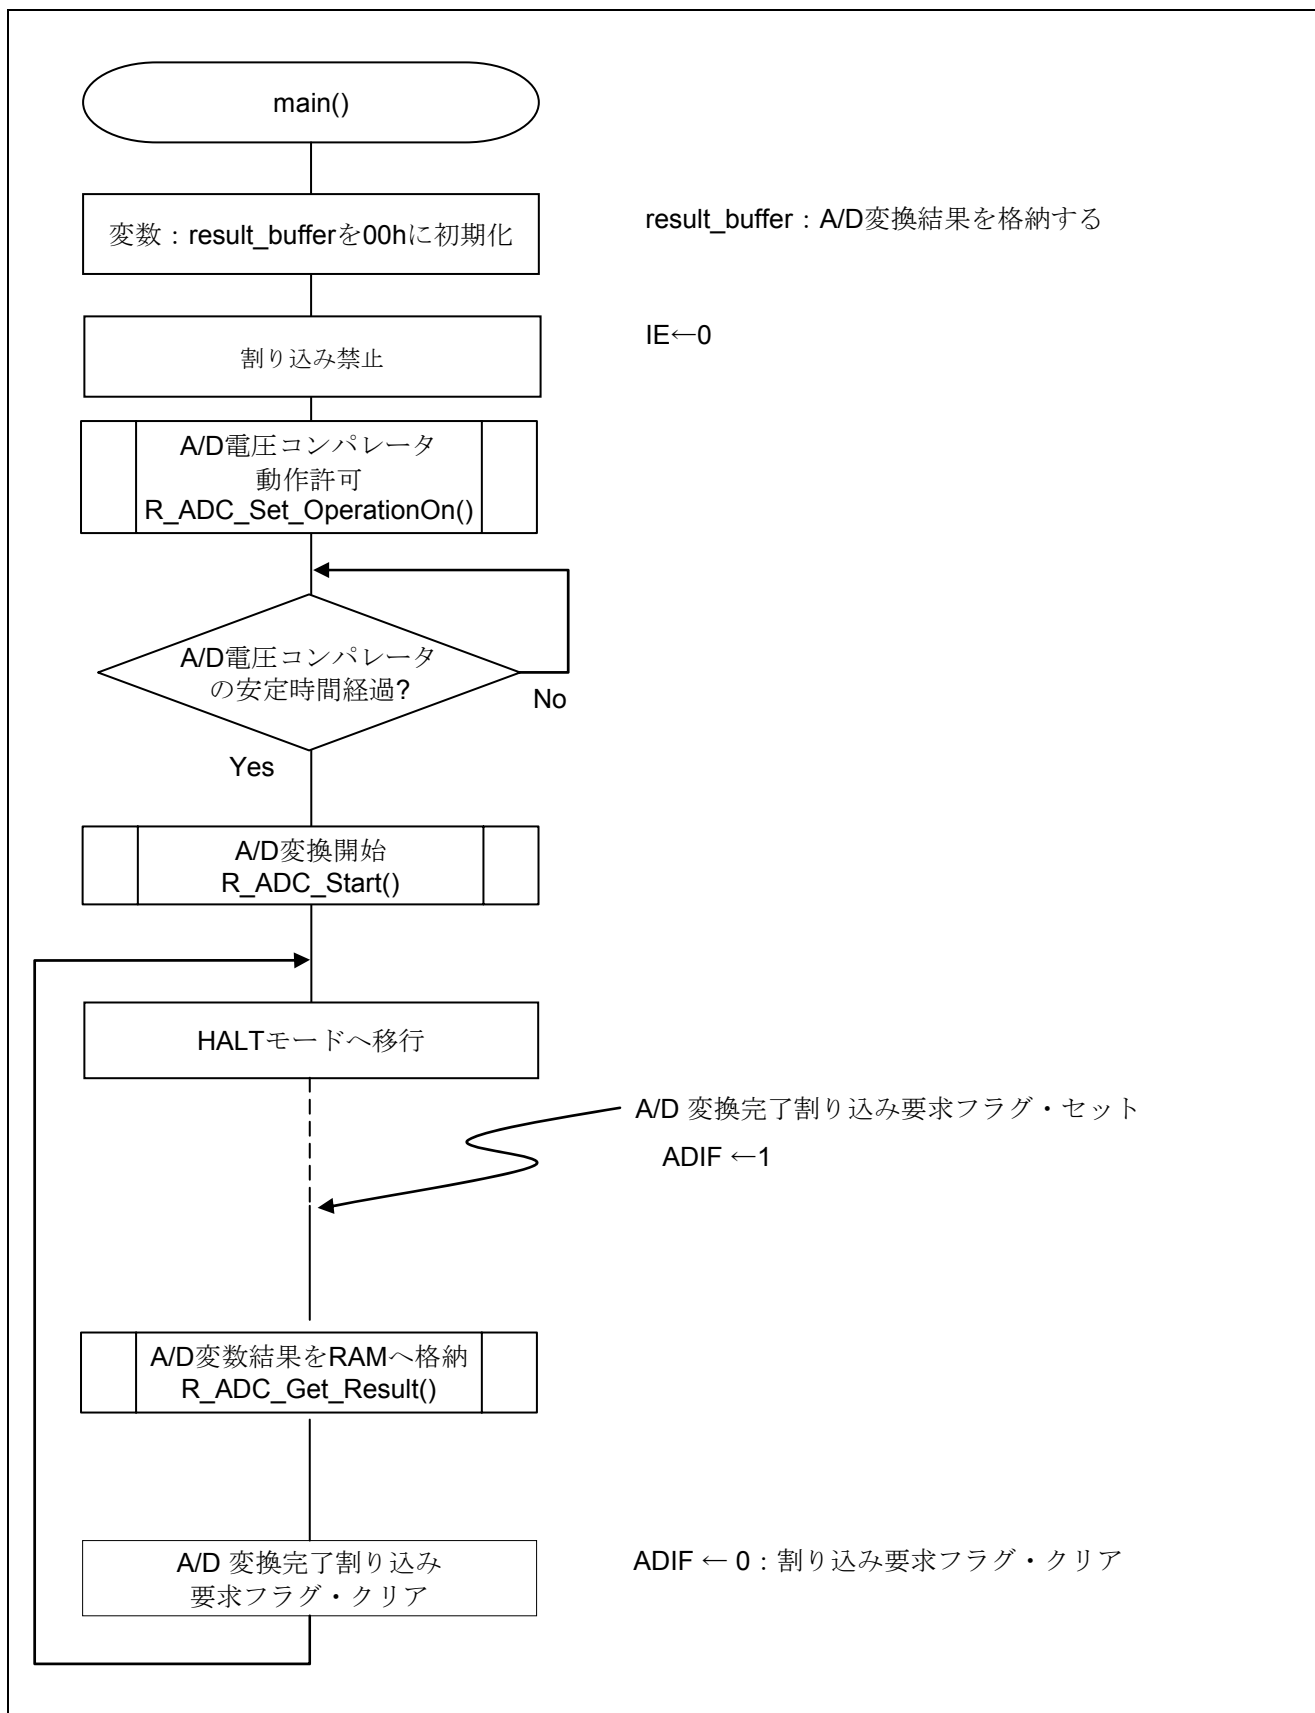 main()
変数：result_bufferを00hに初期化
result_buffer：A/D変換結果を格納する
割り込み禁止
IE←0
A/D電圧コンパレータ
動作許可
R_ADC_Set_OperationOn()
A/D電圧コンパレータ
の安定時間経過?
No
Yes
A/D変換開始
R_ADC_Start()
HALTモードへ移行
A/D 変換完了割り込み要求フラグ・セット
ADIF ←1
A/D変数結果をRAMへ格納
R_ADC_Get_Result()
A/D 変換完了割り込み
要求フラグ・クリア
ADIF ← 0：割り込み要求フラグ・クリア